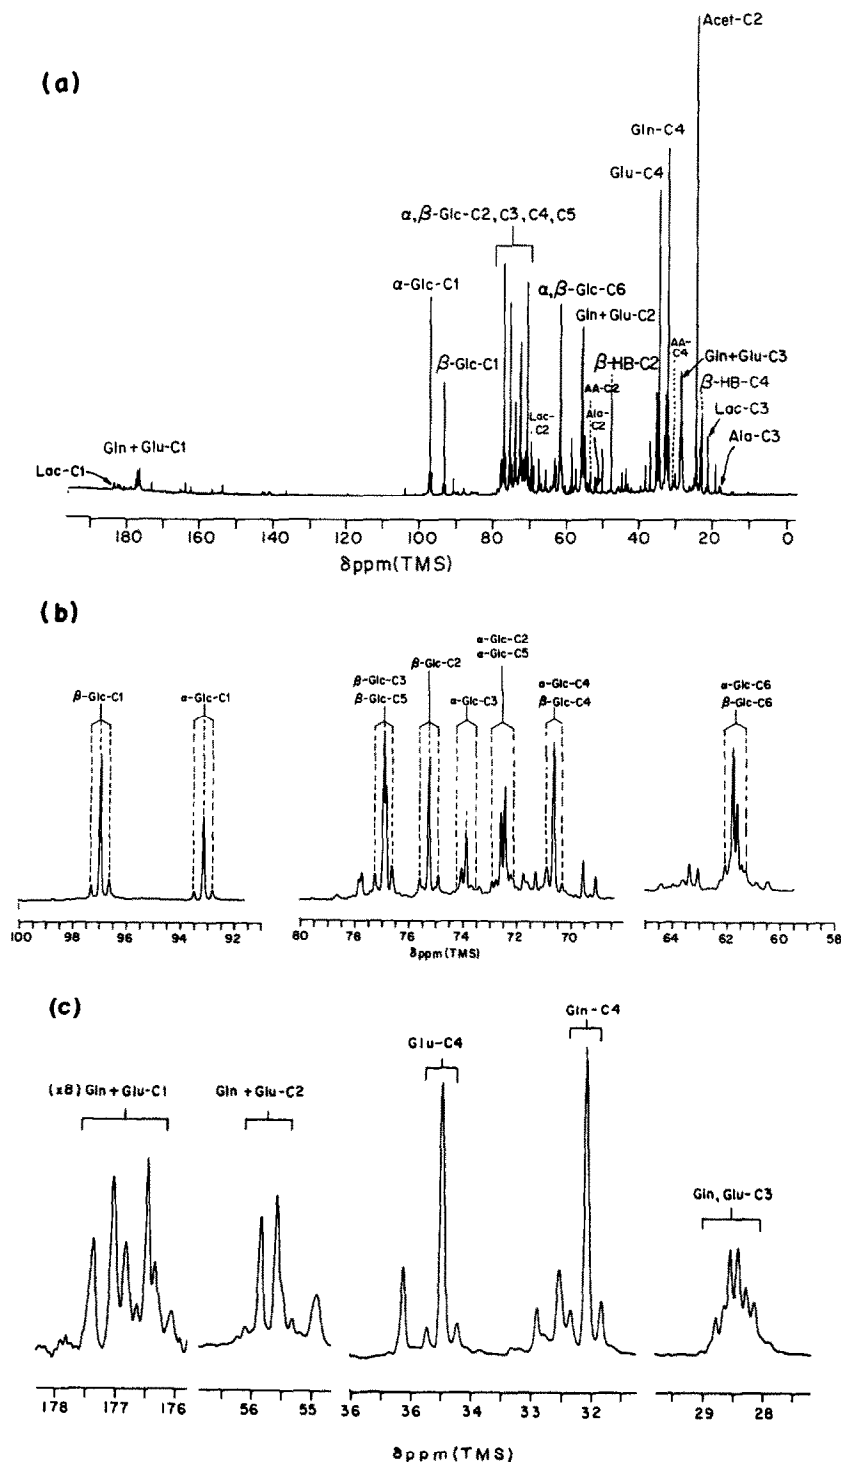 (a)
Acet-C2
Gln-C4
Glu-C4
α,β-Glc-C2, C3, C4, C5
α-Glc-C1
α,β-Glc-C6
Gln+Glu-C2
β-Glc-C1
β-HB-C2
AA-C4
Gln+Glu-C3
AA-C2
β-HB-C4
Lac-C2
Ala-C2
Lac-C3
Ala-C3
Gln + Glu-C1
Lac-C1
180 160 140 120 100 80 60 40 20 0
δppm(TMS)
(b)
α-Glc-C2
α-Glc-C5
β-Glc-C1
α-Glc-C1
β-Glc-C3
β-Glc-C5
β-Glc-C2
α-Glc-C3
α-Glc-C4
β-Glc-C4
α-Glc-C6
β-Glc-C6
100 98 96 94 92
80 78 76 74 72 70
64 62 60 58
δppm(TMS)
(c)
Gln-C4
Glu-C4
(x8) Gln + Glu-C1
Gln + Glu-C2
Gln, Glu-C3
178 177 176
56 55
36 35 34 33 32
29 28
δppm(TMS)